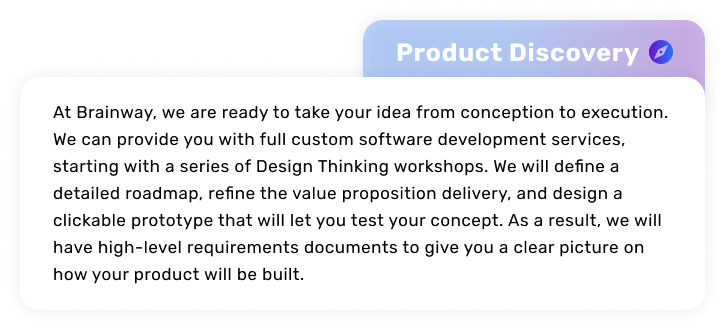 Product Discovery
At Brainway, we are ready to take your idea from conception to execution.
We can provide you with full custom software development services,
starting with a series of Design Thinking workshops. We will define a
detailed roadmap, refine the value proposition delivery, and design a
clickable prototype that will let you test your concept. As a result, we will
have high-level requirements documents to give you a clear picture on
how your product will be built.